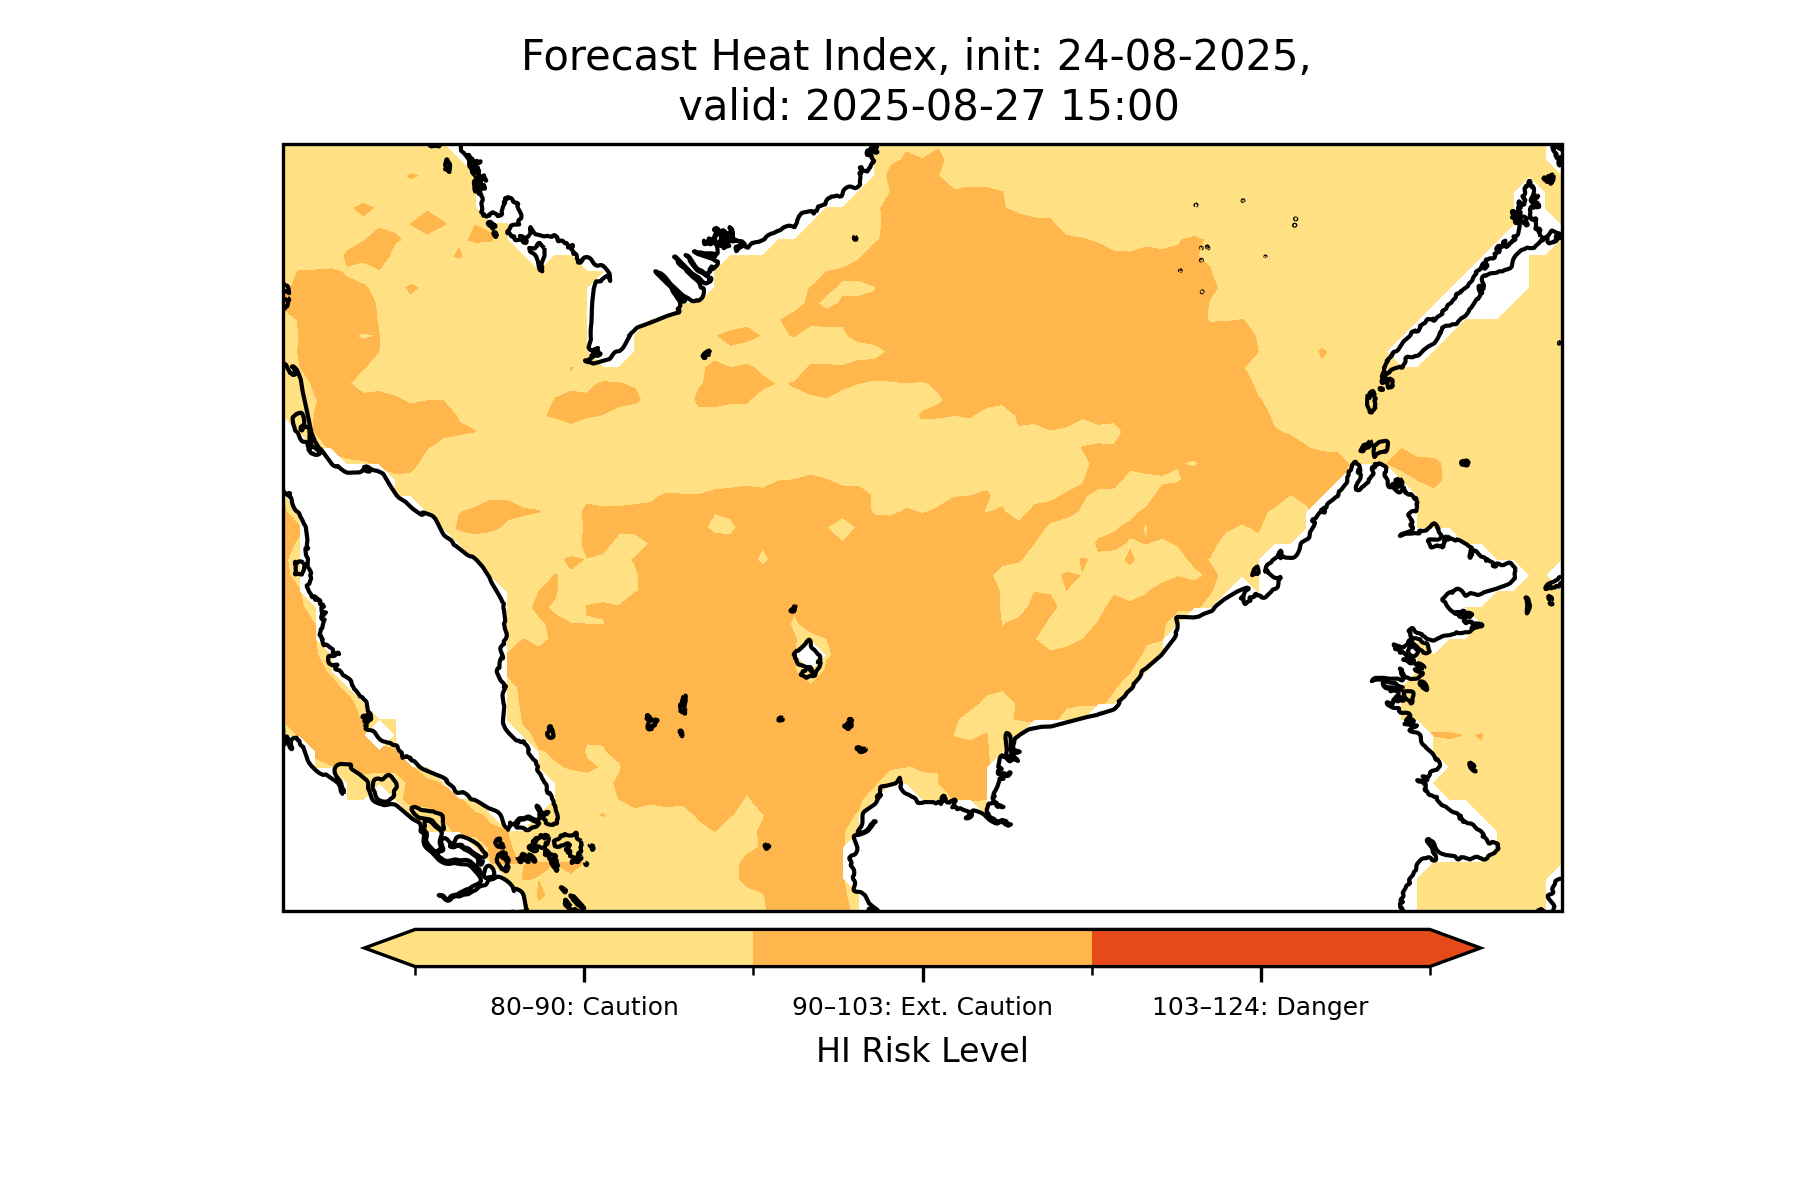 Forecast Heat Index, init: 24-08-2025,
valid: 2025-08-27 15:00
80–90: Caution
90–103: Ext. Caution
103–124: Danger
HI Risk Level